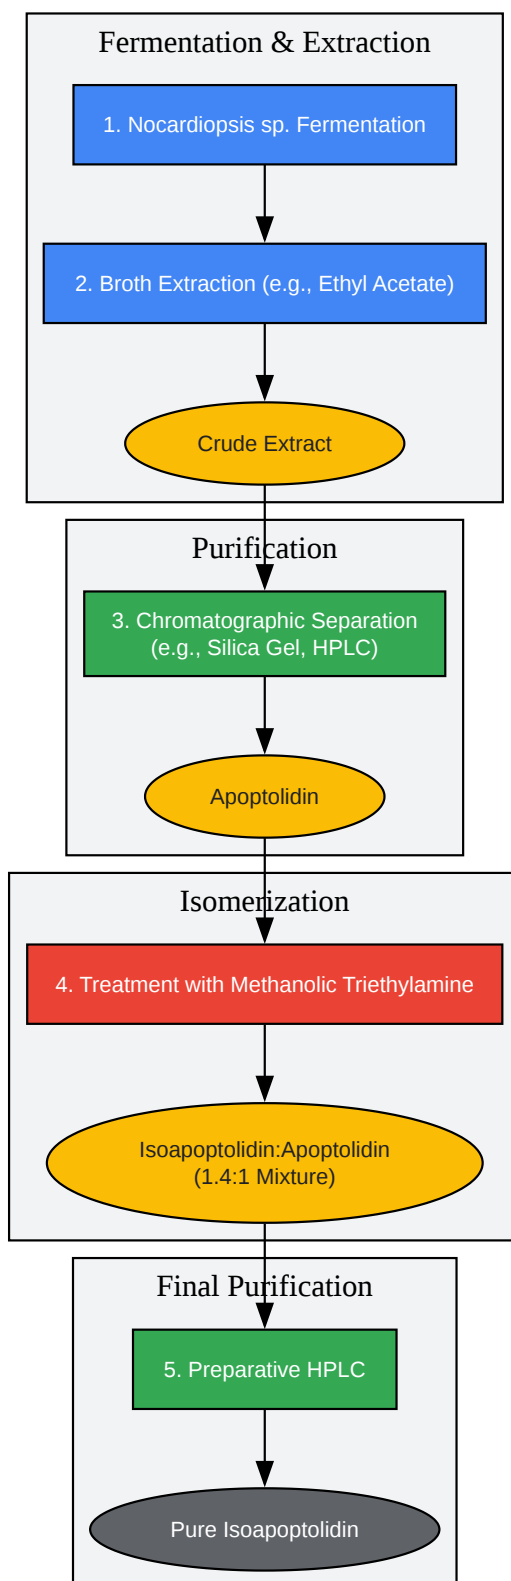 Fermentation & Extraction
1. Nocardiopsis sp. Fermentation
2. Broth Extraction (e.g., Ethyl Acetate)
Crude Extract
Purification
3. Chromatographic Separation
(e.g., Silica Gel, HPLC)
Apoptolidin
Isomerization
4. Treatment with Methanolic Triethylamine
Isoapoptolidin:Apoptolidin
(1.4:1 Mixture)
Final Purification
5. Preparative HPLC
Pure Isoapoptolidin